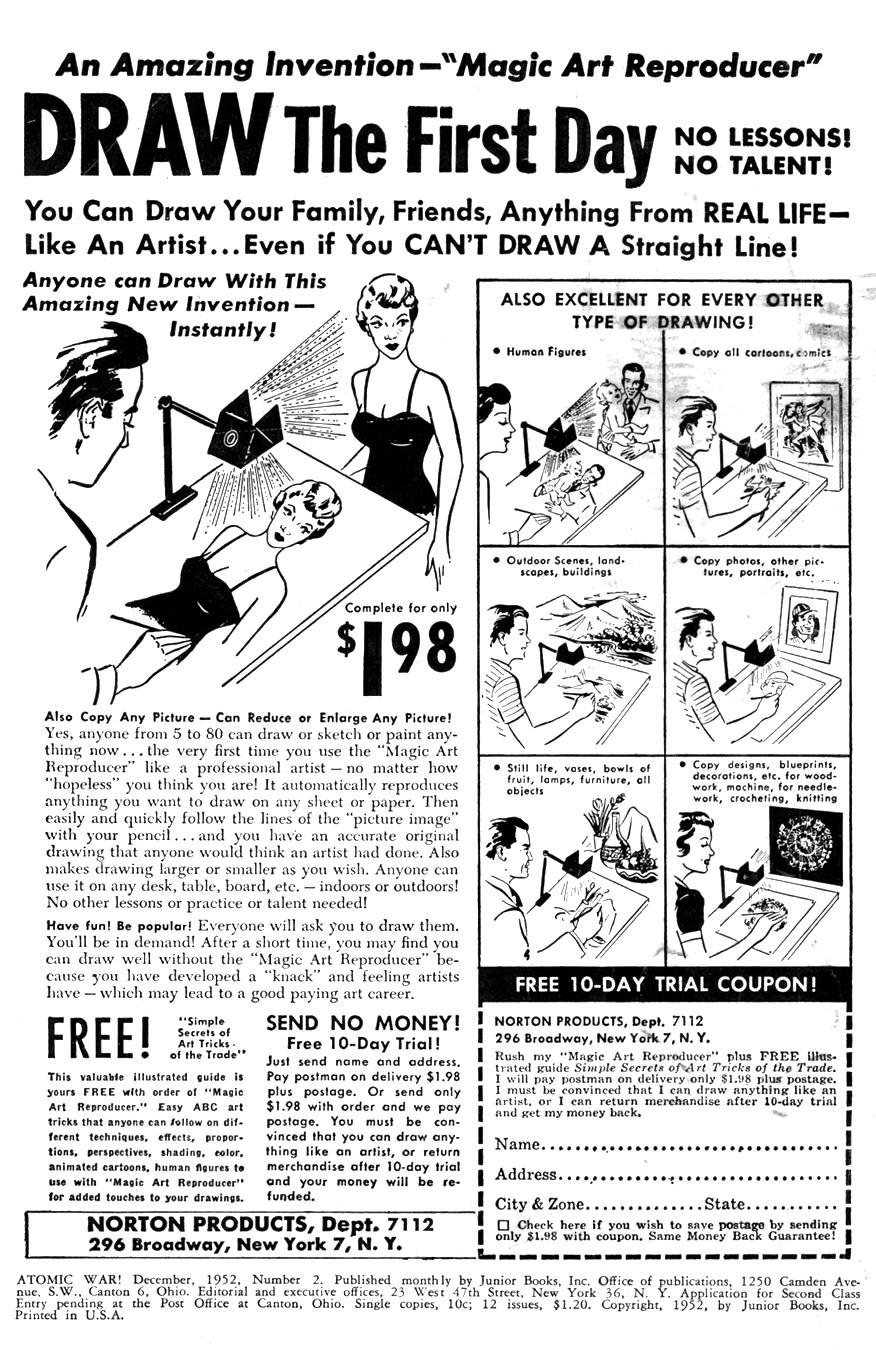 An Amazing Invention—"Magic Art Reproducer"
DRAW The First Day
NO LESSONS!
NO TALENT!
You Can Draw Your Family, Friends, Anything From REAL LIFE—
Like An Artist...Even if You CAN'T DRAW A Straight Line!
Anyone can Draw With This
Amazing New Invention—
Instantly!
Complete for only
$1.98
Also Copy Any Picture — Can Reduce or Enlarge Any Picture!
Yes, anyone from 5 to 80 can draw or sketch or paint any-
thing now . . . the very first time you use the "Magic Art
Reproducer" like a professional artist — no matter how
"hopeless" you think you are! It automatically reproduces
anything you want to draw on any sheet or paper. Then
easily and quickly follow the lines of the "picture image"
with your pencil . . . and you have an accurate original
drawing that anyone would think an artist had done. Also
makes drawing larger or smaller as you wish. Anyone can
use it on any desk, table, board, etc. — indoors or outdoors!
No other lessons or practice or talent needed!
Have fun! Be popular! Everyone will ask you to draw them.
You'll be in demand! After a short time, you may find you
can draw well without the "Magic Art Reproducer" be-
cause you have developed a "knack" and feeling artists
have — which may lead to a good paying art career.
FREE!
"Simple
Secrets of
Art Tricks
of the Trade"
This valuable illustrated guide is
yours FREE with order of "Magic
Art Reproducer." Easy ABC art
tricks that anyone can follow on dif-
ferent techniques, effects, propor-
tions, perspectives, shading, color,
animated cartoons, human figures to
use with "Magic Art Reproducer"
for added touches to your drawings.
SEND NO MONEY!
Free 10-Day Trial!
Just send name and address.
Pay postman on delivery $1.98
plus postage. Or send only
$1.98 with order and we pay
postage. You must be con-
vinced that you can draw any-
thing like an artist, or return
merchandise after 10-day trial
and your money will be re-
funded.
NORTON PRODUCTS, Dept. 7112
296 Broadway, New York 7, N. Y.
ALSO EXCELLENT FOR EVERY OTHER
TYPE OF DRAWING!
• Human Figures
• Copy all cartoons, comics
• Outdoor Scenes, land-
scapes, buildings
• Copy photos, other pic-
tures, portraits, etc.
• Still life, vases, bowls of
fruit, lamps, furniture, all
objects
• Copy designs, blueprints,
decorations, etc. for wood-
work, machine, for needle-
work, crocheting, knitting
FREE 10-DAY TRIAL COUPON!
NORTON PRODUCTS, Dept. 7112
296 Broadway, New York 7, N. Y.
Rush my "Magic Art Reproducer" plus FREE illus-
trated guide Simple Secrets of Art Tricks of the Trade.
I will pay postman on delivery only $1.98 plus postage.
I must be convinced that I can draw anything like an
artist, or I can return merchandise after 10-day trial
and get my money back.
Name......................................
Address...................................
City & Zone.............State...........
☐ Check here if you wish to save postage by sending
only $1.98 with coupon. Same Money Back Guarantee!
ATOMIC WAR! December, 1952, Number 2. Published monthly by Junior Books, Inc. Office of publications, 1250 Camden Ave-
nue, S.W., Canton 6, Ohio. Editorial and executive offices, 23 West 47th Street, New York 36, N. Y. Application for Second Class
Entry pending at the Post Office at Canton, Ohio. Single copies, 10c; 12 issues, $1.20. Copyright, 1952, by Junior Books, Inc.
Printed in U.S.A.